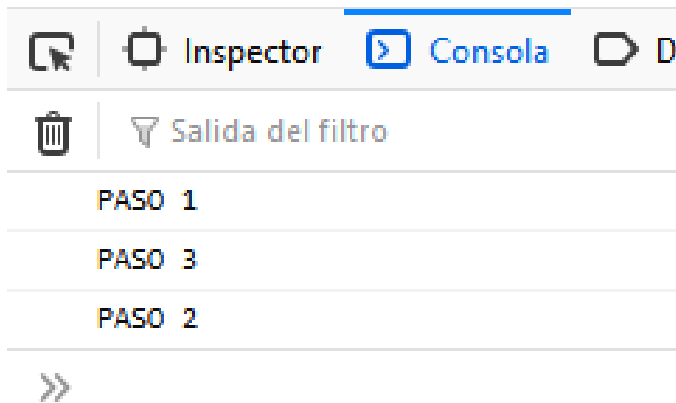 Inspector Consola D
Salida del filtro
PASO 1
PASO 3
PASO 2